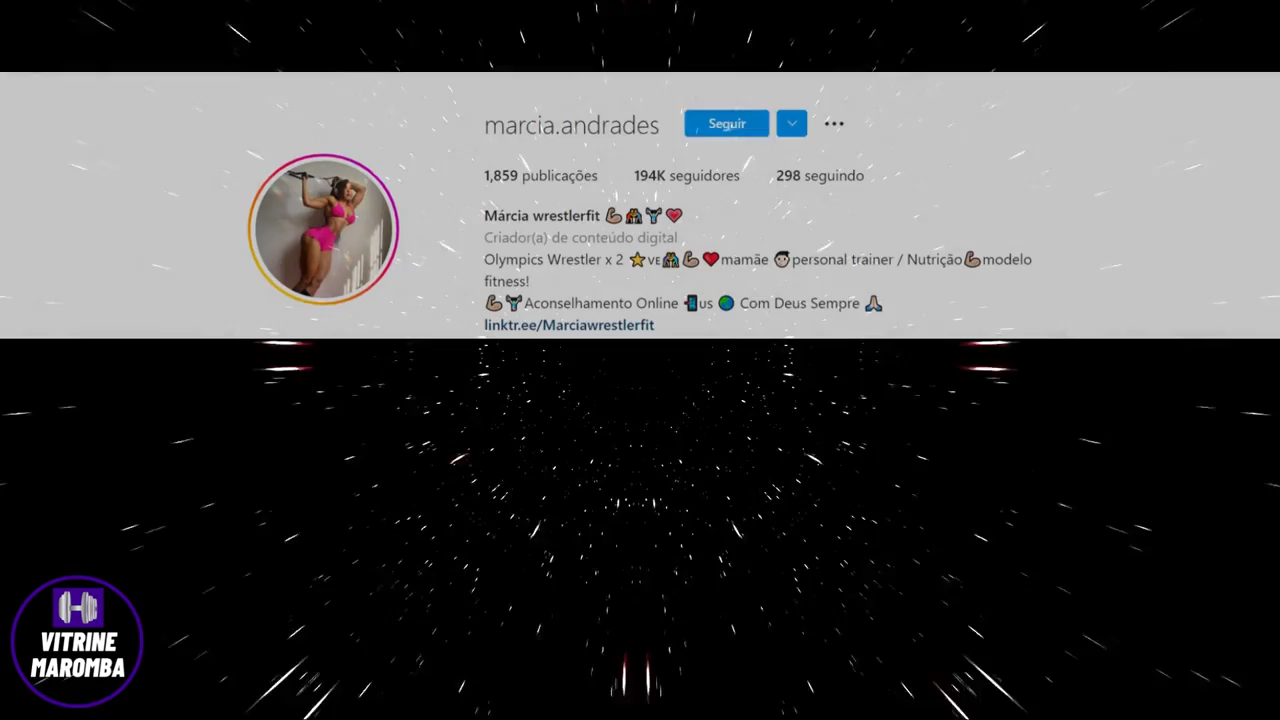 marcia.andrades Seguir
1,859 publicações 194K seguidores 298 seguindo
Márcia wrestlerfit 💪🤼🏋❤
Criador(a) de conteúdo digital
Olympics Wrestler x 2 ⭐VE🤼💪❤mamãe 👦personal trainer / Nutrição💪modelo
fitness!
💪🏋Aconselhamento Online 📲us 🌎 Com Deus Sempre 🙏
linktr.ee/Marciawrestlerfit
VITRINE
MAROMBA